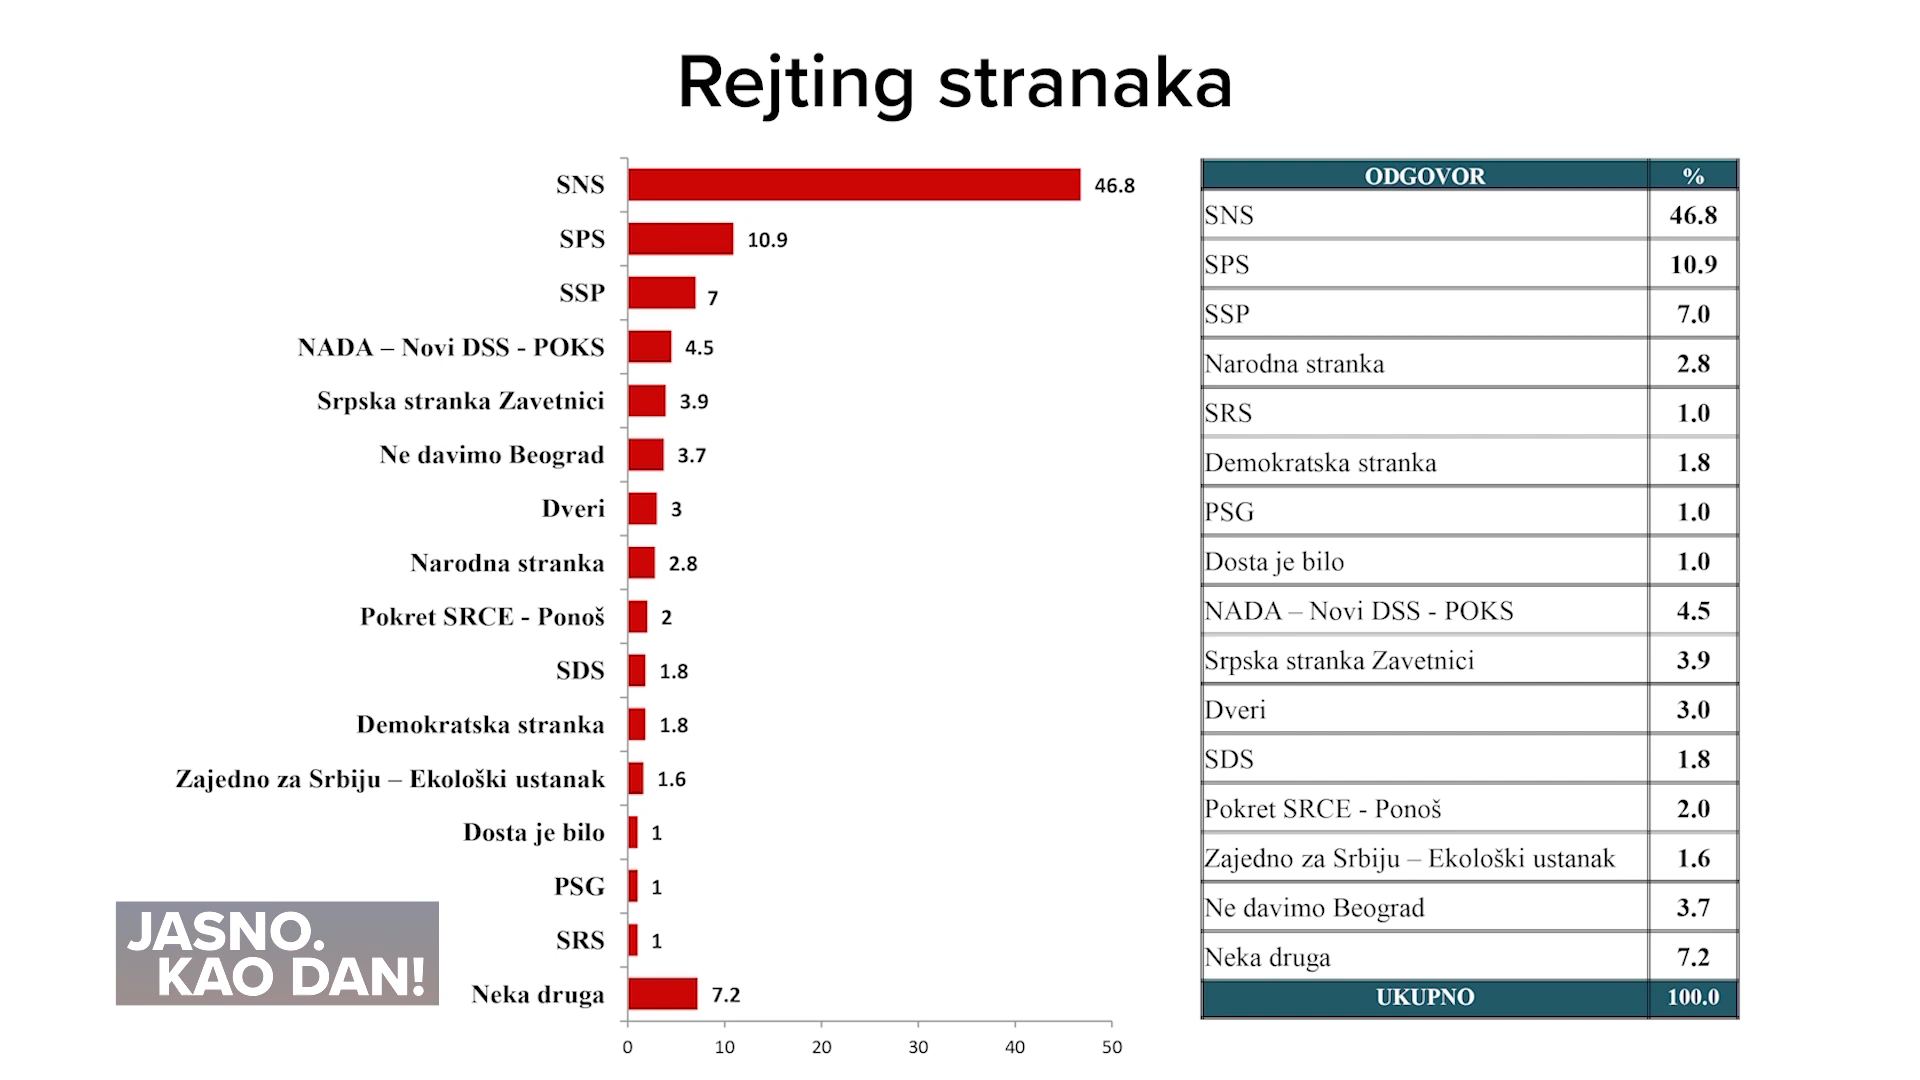 Rejting stranaka
SNS 46.8
SPS 10.9
SSP 7
NADA – Novi DSS - POKS 4.5
Srpska stranka Zavetnici 3.9
Ne davimo Beograd 3.7
Dveri 3
Narodna stranka 2.8
Pokret SRCE - Ponoš 2
SDS 1.8
Demokratska stranka 1.8
Zajedno za Srbiju – Ekološki ustanak 1.6
Dosta je bilo 1
PSG 1
SRS 1
Neka druga 7.2
0 10 20 30 40 50
ODGOVOR %
SNS 46.8
SPS 10.9
SSP 7.0
Narodna stranka 2.8
SRS 1.0
Demokratska stranka 1.8
PSG 1.0
Dosta je bilo 1.0
NADA – Novi DSS - POKS 4.5
Srpska stranka Zavetnici 3.9
Dveri 3.0
SDS 1.8
Pokret SRCE - Ponoš 2.0
Zajedno za Srbiju – Ekološki ustanak 1.6
Ne davimo Beograd 3.7
Neka druga 7.2
UKUPNO 100.0
JASNO.
KAO DAN!